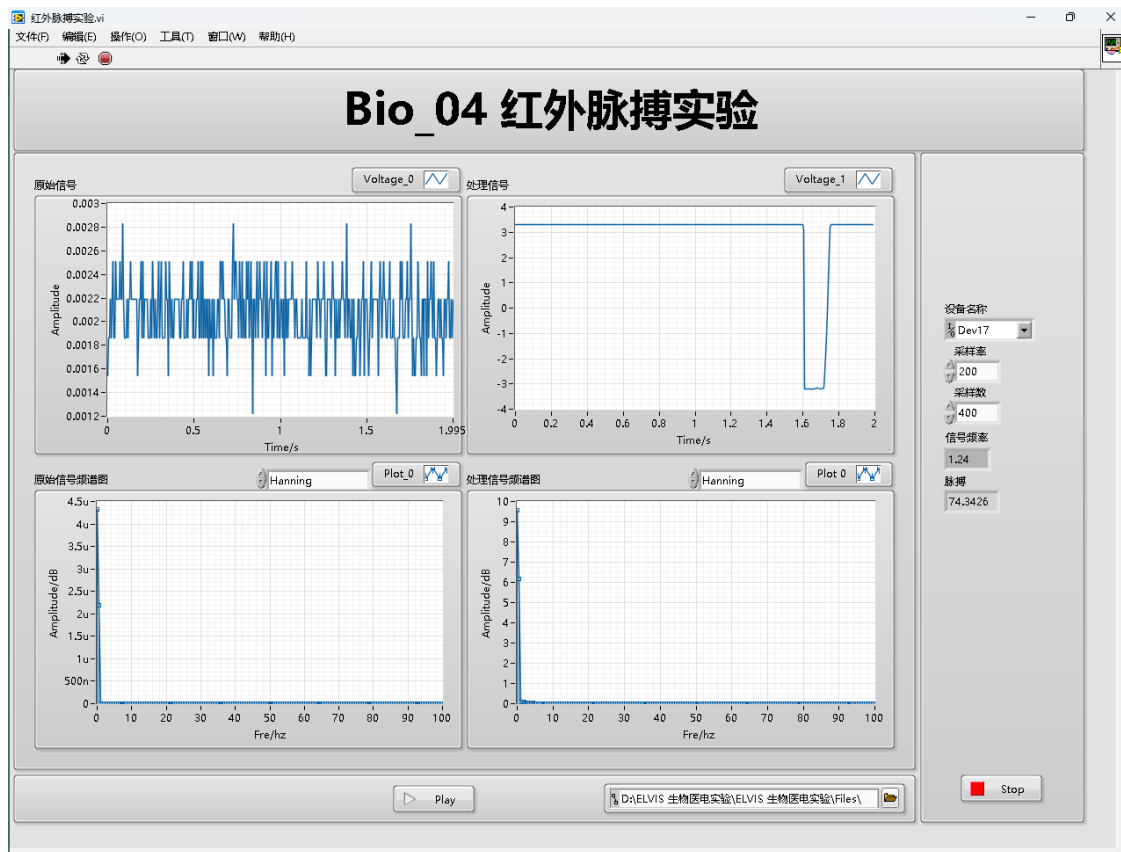 红外脉搏实验.vi
文件(F) 编辑(E) 操作(O) 工具(T) 窗口(W) 帮助(H)
Bio_04 红外脉搏实验
原始信号
Voltage_0
0.003
0.0028
0.0026
0.0024
0.0022
0.002
0.0018
0.0016
0.0014
0.0012
Amplitude
0 0.5 1 1.5 1.995
Time/s
处理信号
Voltage_1
4
3
2
1
0
-1
-2
-3
-4
Amplitude
0 0.2 0.4 0.6 0.8 1 1.2 1.4 1.6 1.8 2
Time/s
原始信号频谱图
Hanning
Plot_0
4.5u
4u
3.5u
3u
2.5u
2u
1.5u
1u
500n
0
Amplitude/dB
0 10 20 30 40 50 60 70 80 90 100
Fre/hz
处理信号频谱图
Hanning
Plot 0
10
9
8
7
6
5
4
3
2
1
0
Amplitude/dB
0 10 20 30 40 50 60 70 80 90 100
Fre/hz
设备名称
Dev17
采样率
200
采样数
400
信号频率
1.24
脉搏
74.3426
Play
D:\ELVIS 生物医电实验\ELVIS 生物医电实验\Files\
Stop